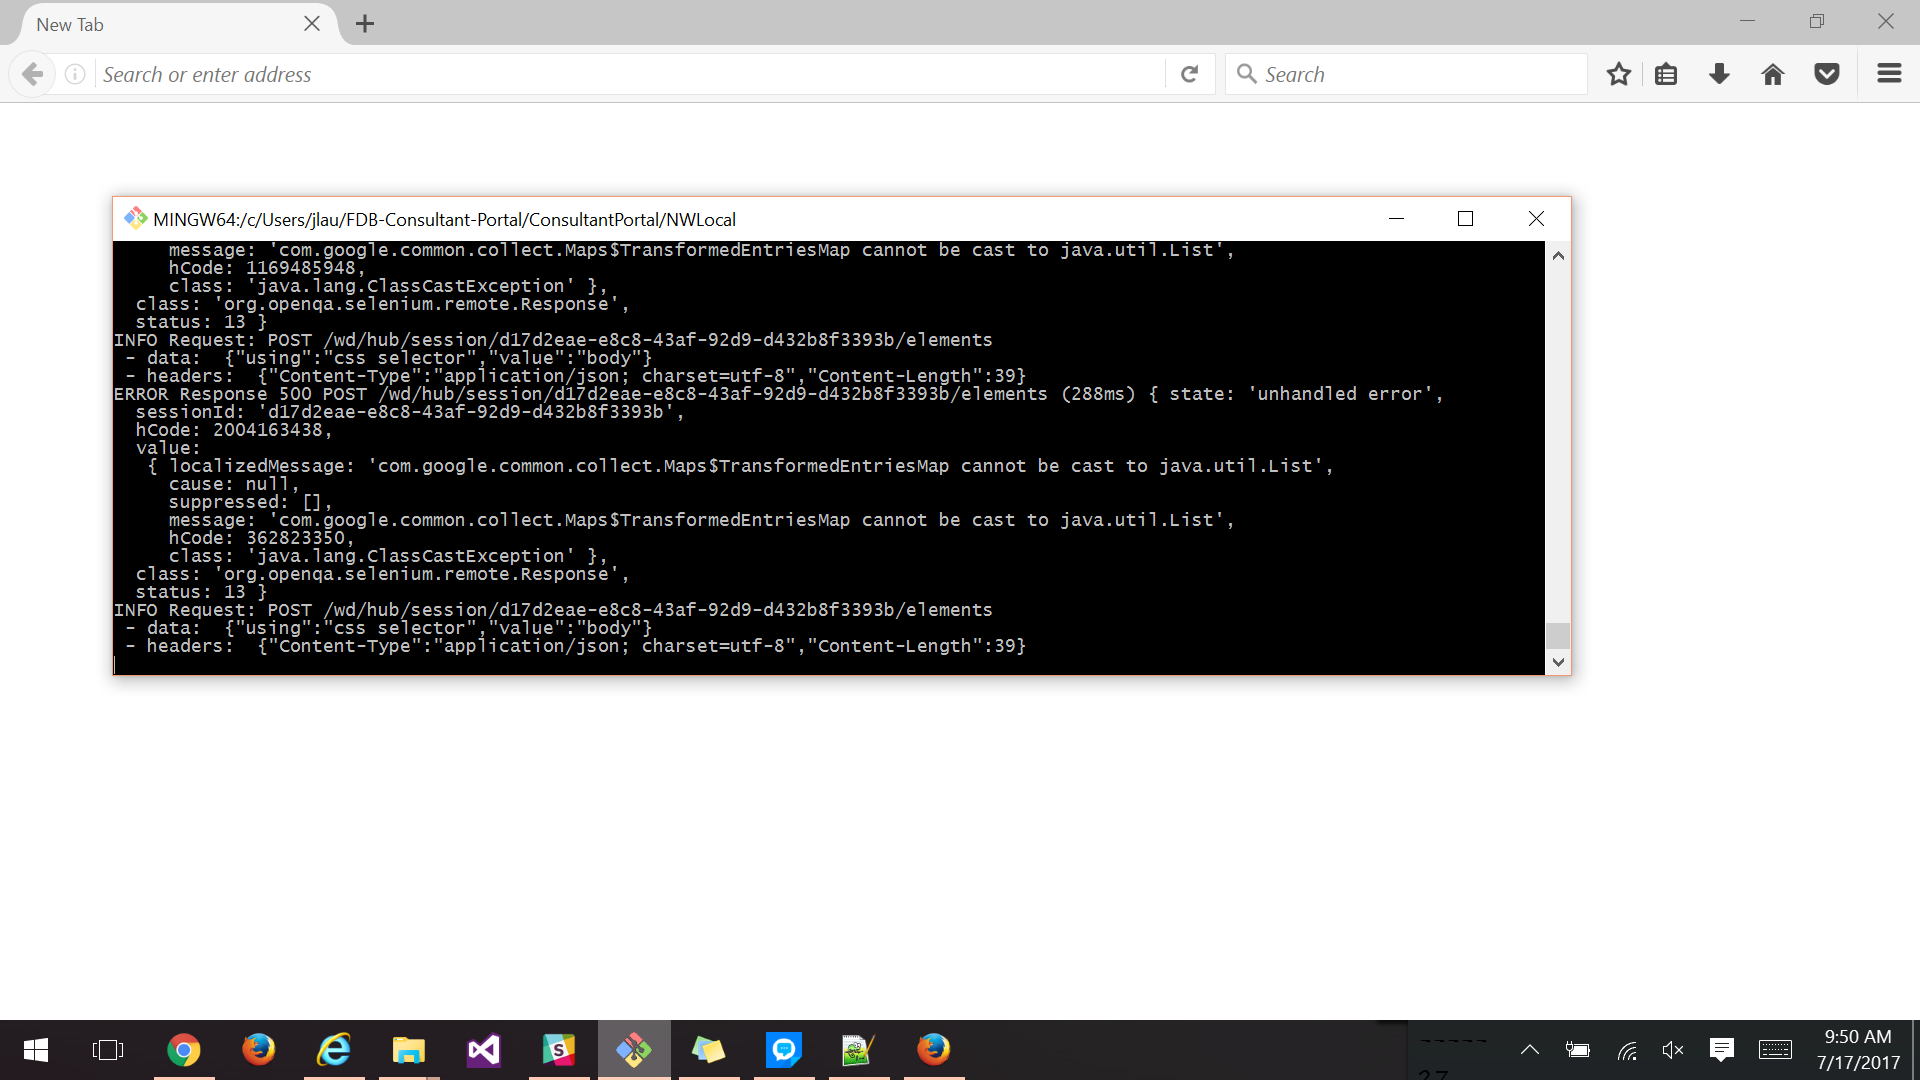 New Tab
Search or enter address
Search
MINGW64:/c/Users/jlau/FDB-Consultant-Portal/ConsultantPortal/NWLocal
message: 'com.google.common.collect.Maps$TransformedEntriesMap cannot be cast to java.util.List',
hCode: 1169485948,
class: 'java.lang.ClassCastException' },
class: 'org.openqa.selenium.remote.Response',
status: 13 }
INFO Request: POST /wd/hub/session/d17d2eae-e8c8-43af-92d9-d432b8f3393b/elements
- data:  {"using":"css selector","value":"body"}
- headers:  {"Content-Type":"application/json; charset=utf-8","Content-Length":39}
ERROR Response 500 POST /wd/hub/session/d17d2eae-e8c8-43af-92d9-d432b8f3393b/elements (288ms) { state: 'unhandled error',
sessionId: 'd17d2eae-e8c8-43af-92d9-d432b8f3393b',
hCode: 2004163438,
value:
{ localizedMessage: 'com.google.common.collect.Maps$TransformedEntriesMap cannot be cast to java.util.List',
cause: null,
suppressed: [],
message: 'com.google.common.collect.Maps$TransformedEntriesMap cannot be cast to java.util.List',
hCode: 362823350,
class: 'java.lang.ClassCastException' },
class: 'org.openqa.selenium.remote.Response',
status: 13 }
INFO Request: POST /wd/hub/session/d17d2eae-e8c8-43af-92d9-d432b8f3393b/elements
- data:  {"using":"css selector","value":"body"}
- headers:  {"Content-Type":"application/json; charset=utf-8","Content-Length":39}
9:50 AM
7/17/2017